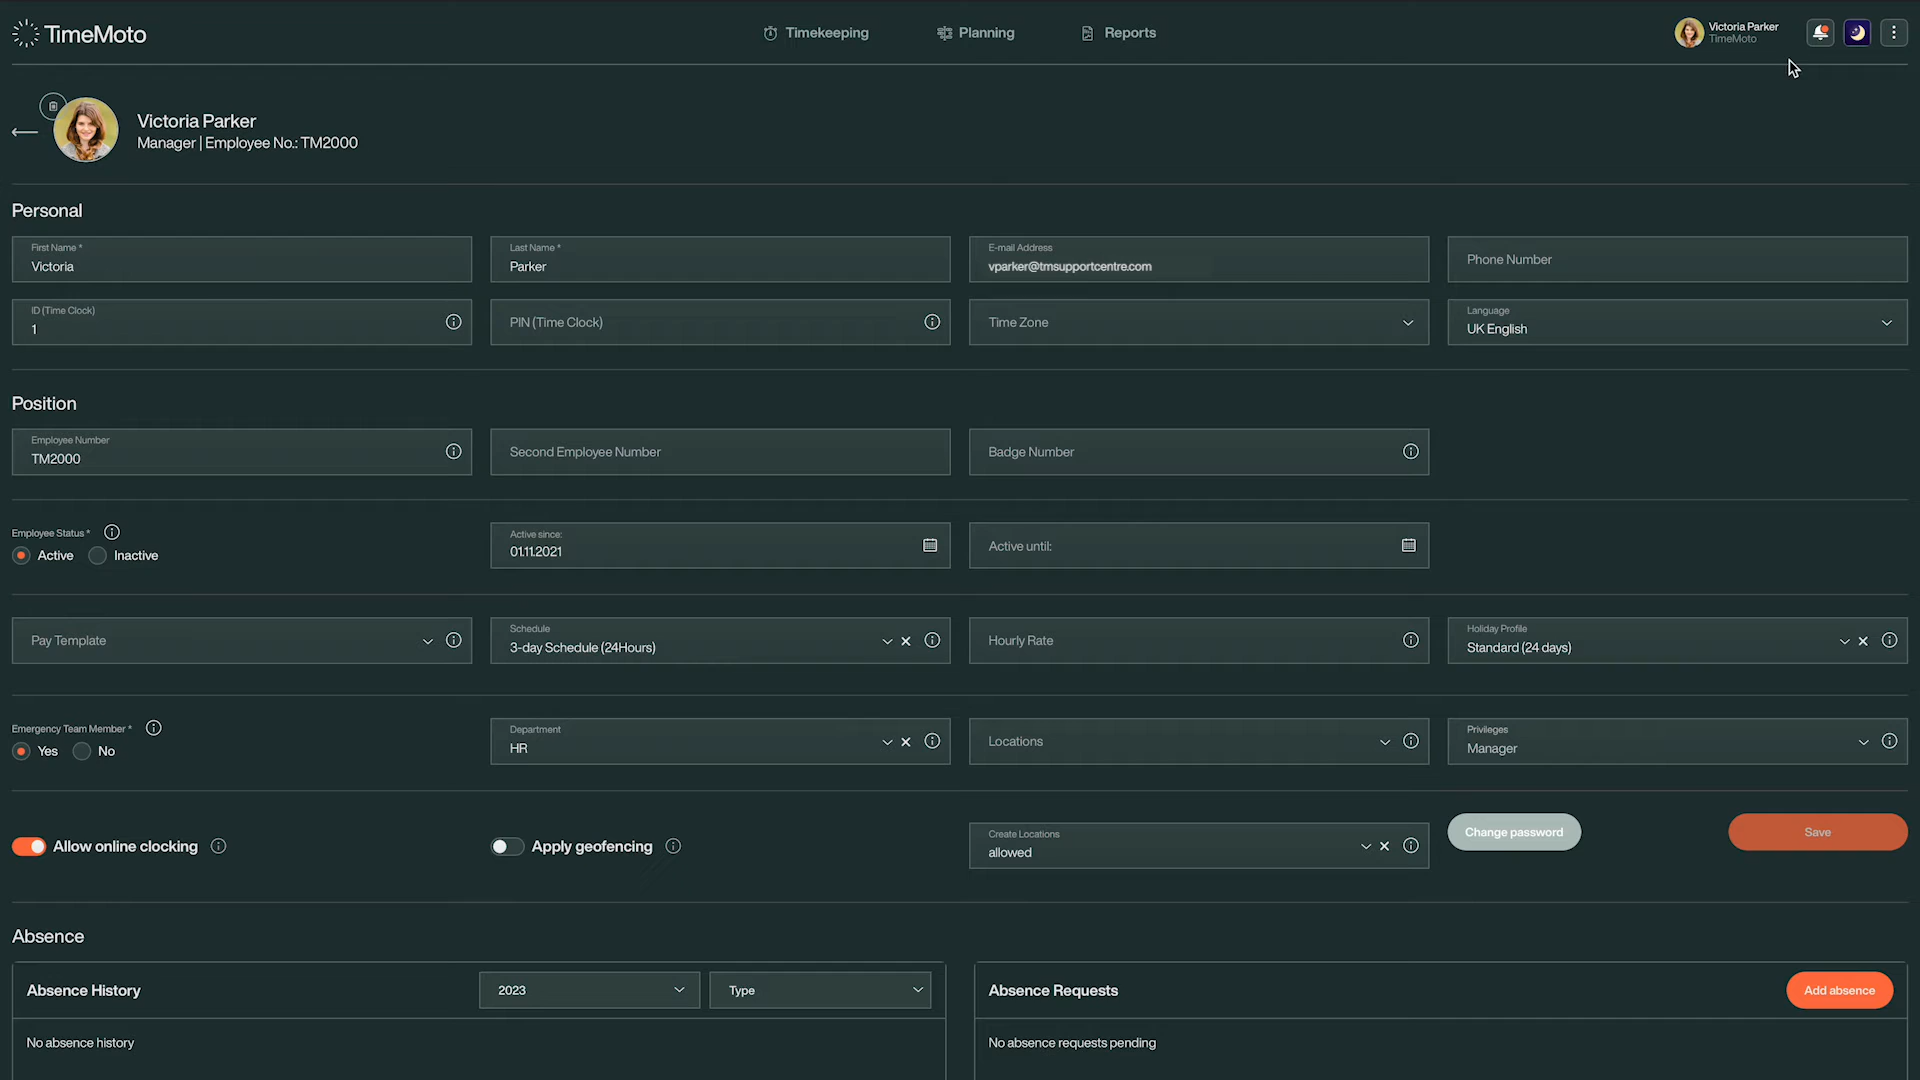 TimeMoto
Timekeeping
Planning
Reports
Victoria Parker
TimeMoto
Victoria Parker
Manager | Employee No.: TM2000
Personal
First Name *
Victoria
Last Name *
Parker
E-mail Address
vparker@tmsupportcentre.com
Phone Number
ID (Time Clock)
1
PIN (Time Clock)
Time Zone
Language
UK English
Position
Employee Number
TM2000
Second Employee Number
Badge Number
Employee Status *
Active
Inactive
Active since:
01.11.2021
Active until:
Pay Template
Schedule
3-day Schedule (24Hours)
Hourly Rate
Holiday Profile
Standard (24 days)
Emergency Team Member *
Yes
No
Department
HR
Locations
Privileges
Manager
Allow online clocking
Apply geofencing
Create Locations
allowed
Change password
Save
Absence
Absence History
2023
Type
Absence Requests
Add absence
No absence history
No absence requests pending